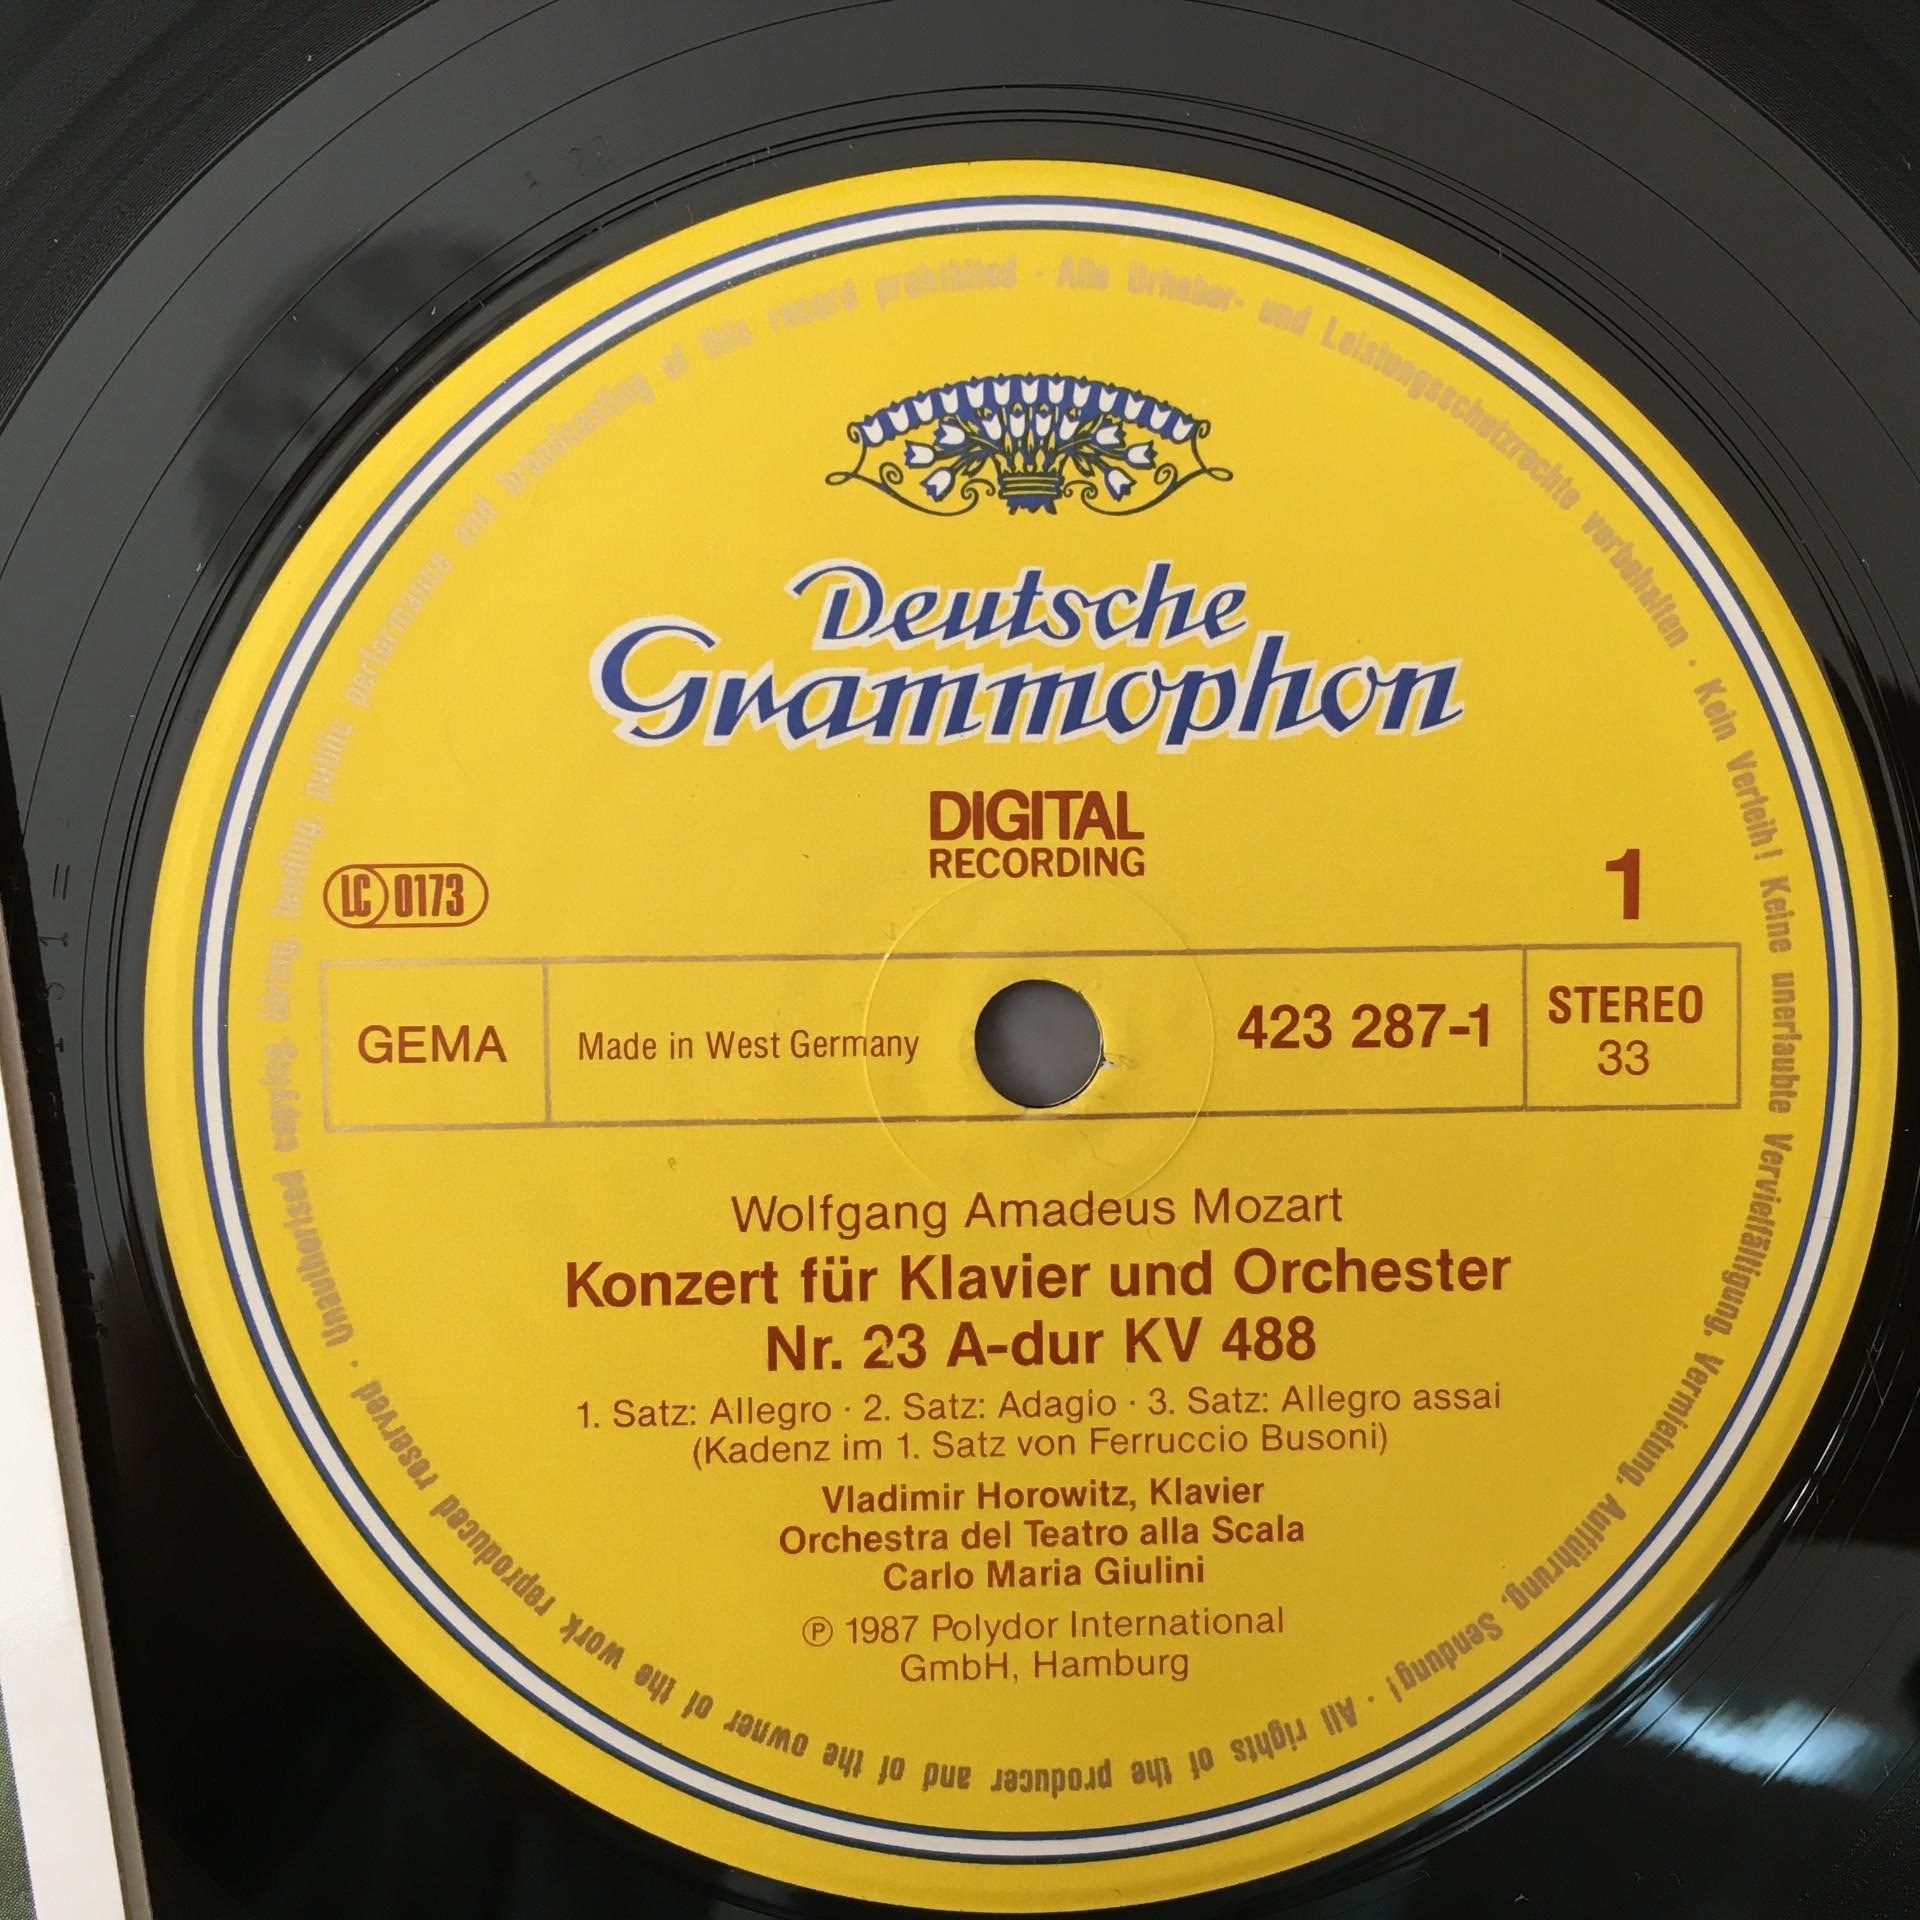 Deutsche
Grammophon
DIGITAL
RECORDING
LC 0173
1
GEMA
Made in West Germany
423 287-1
STEREO
33
Wolfgang Amadeus Mozart
Konzert für Klavier und Orchester
Nr. 23 A-dur KV 488
1. Satz: Allegro · 2. Satz: Adagio · 3. Satz: Allegro assai
(Kadenz im 1. Satz von Ferruccio Busoni)
Vladimir Horowitz, Klavier
Orchestra del Teatro alla Scala
Carlo Maria Giulini
℗ 1987 Polydor International
GmbH, Hamburg
Alle Urheber- und Leistungsschutzrechte vorbehalten · Kein Verleih! Keine unerlaubte Vervielfältigung, Vermietung, Aufführung, Sendung! · All rights of the producer and of the owner of the work reproduced reserved · Unauthorised copying, hiring, lending, public performance and broadcasting of this record prohibited ·